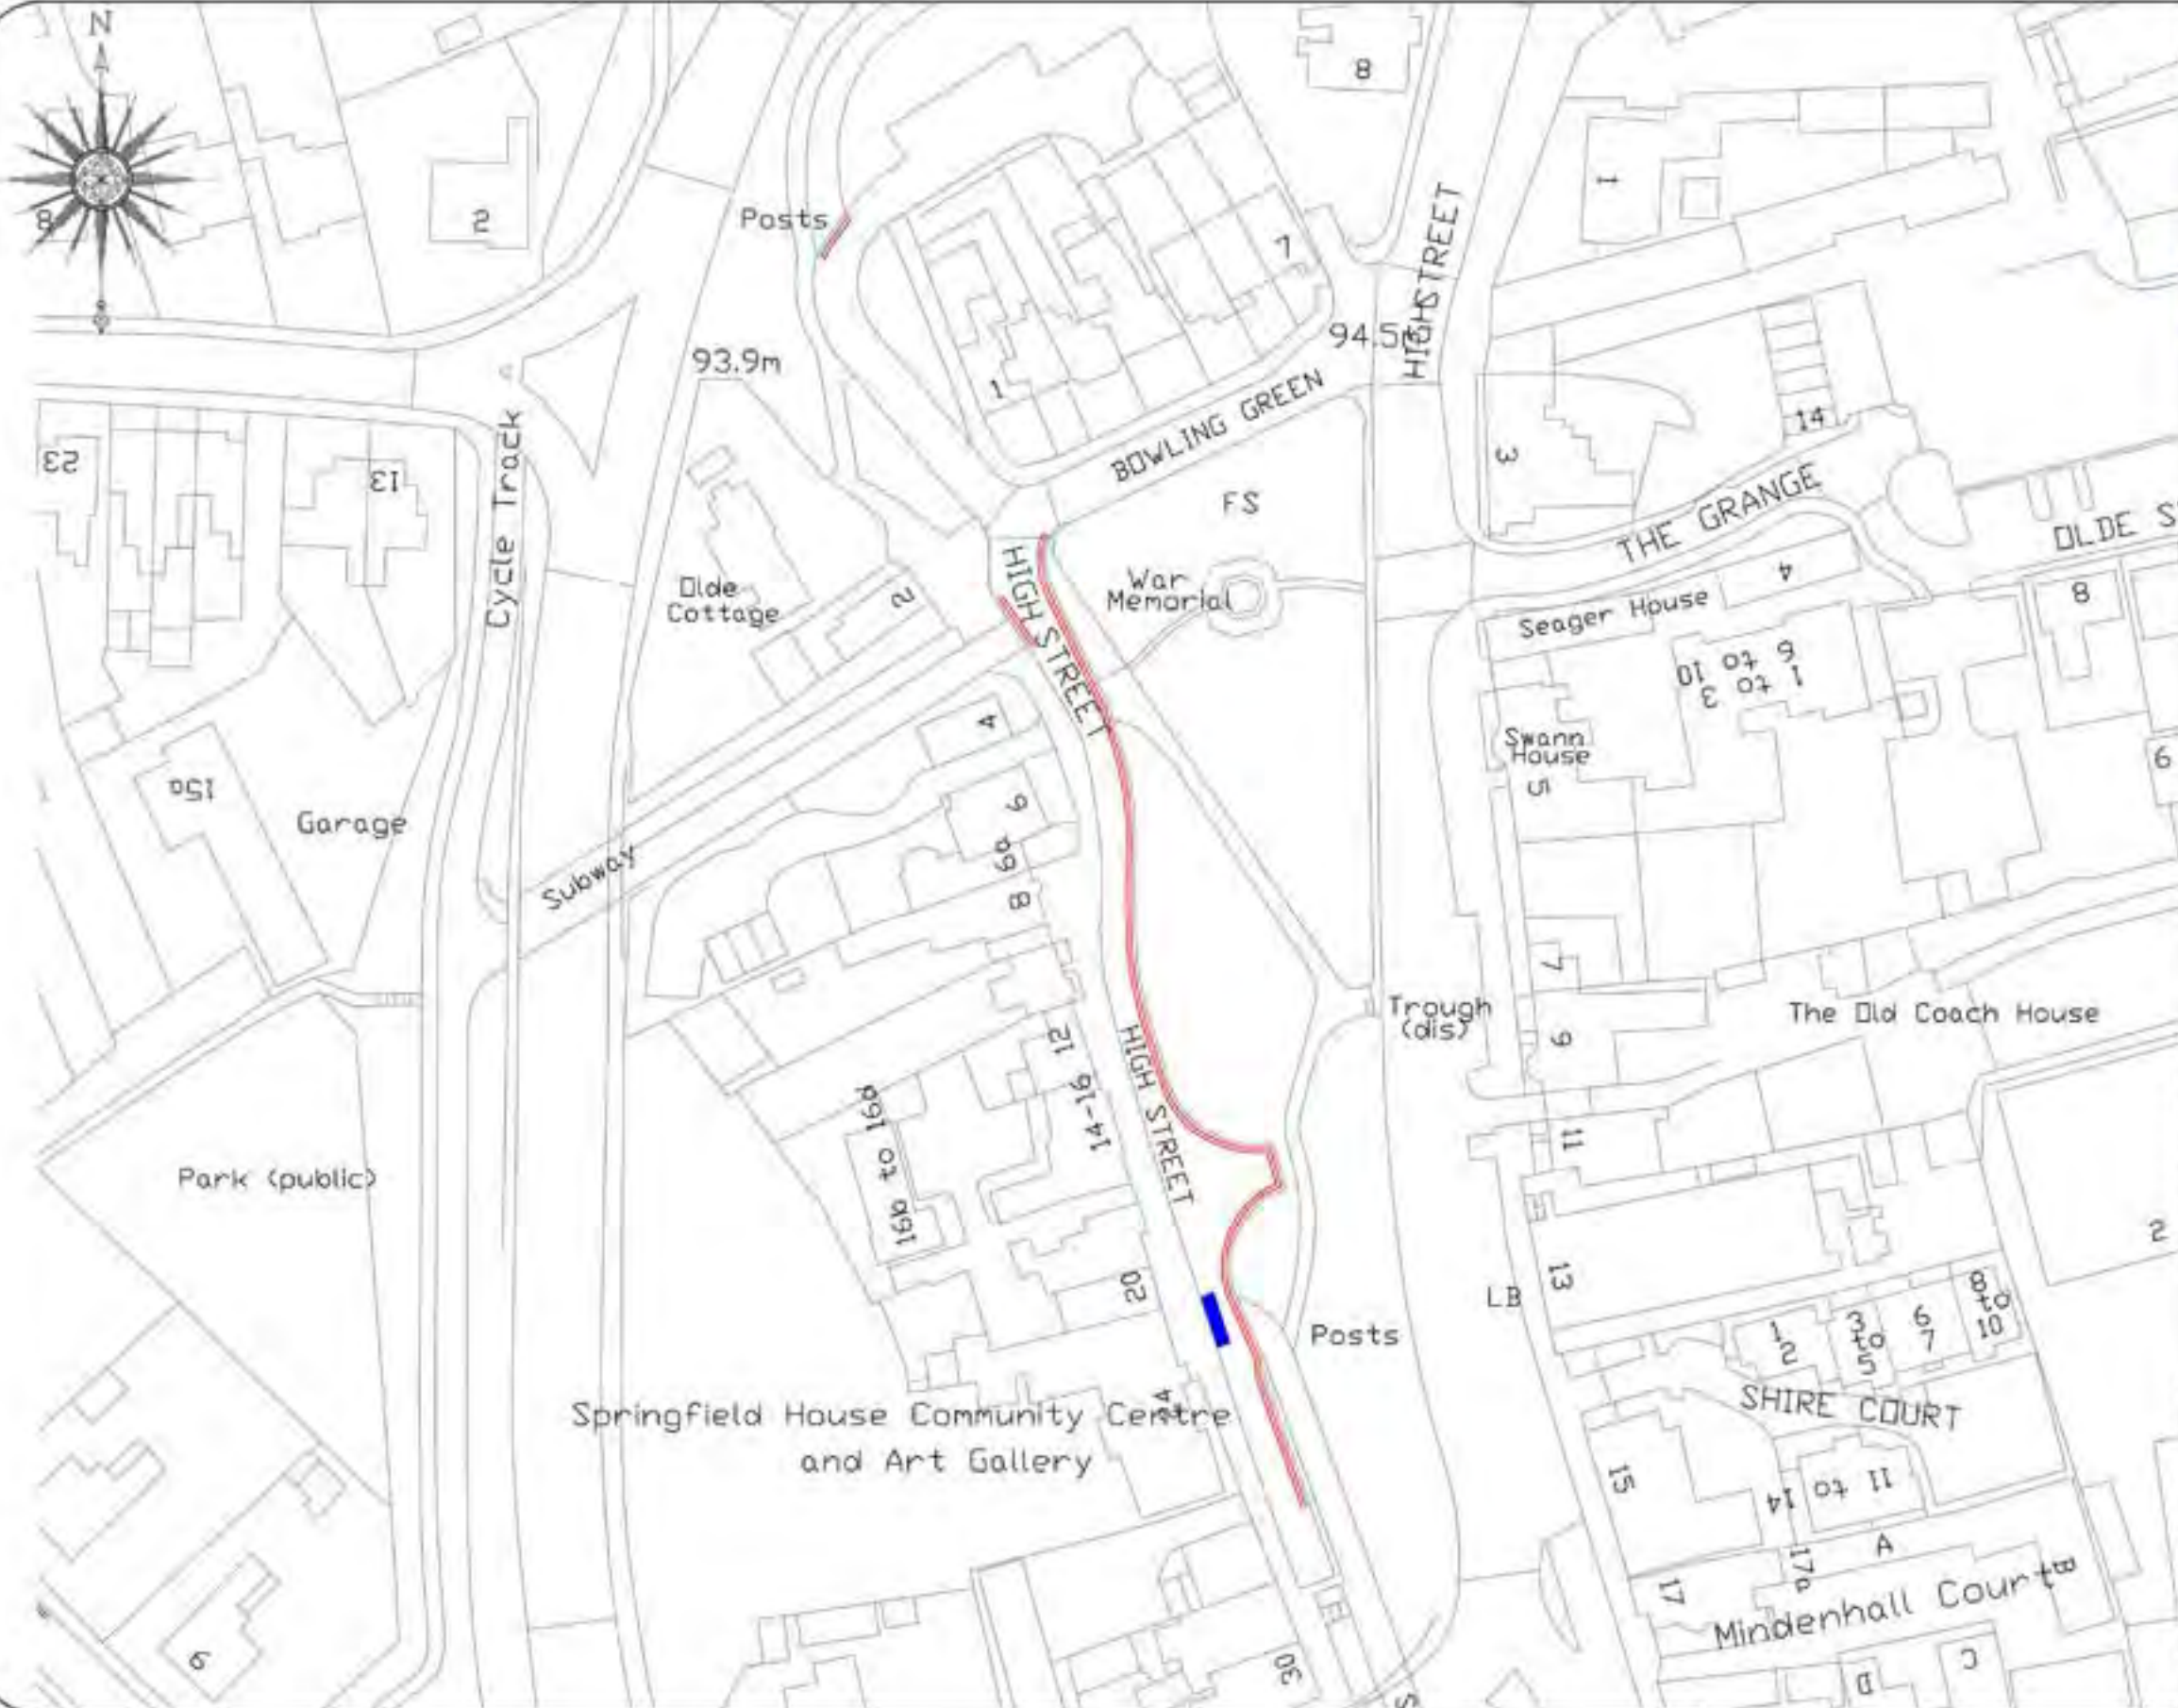 N
8
8
2
1
Posts
7
HIGH STREET
HIGH STREET
94.5m
93.9m
1
BOWLING GREEN
14
3
23
13
Cycle Track
FS
THE GRANGE
OLDE S
Olde
Cottage
2
HIGH STREET
War
Memorial
4
Seager House
8
6 to 10
1 to 3
4
Swann
House
5
6
15a
Garage
6
6a
8
Subway
7
Trough
(dis)
The Old Coach House
9
12
HIGH STREET
14-16
16a to 16b
11
Park (public)
2
20
13
LB
Posts
1
2
3
to
5
6
7
8
to
10
SHIRE COURT
24
Springfield House Community Centre
and Art Gallery
15
11 to 14
A
17
17a
Mindenhall Court
B
6
30
D
C
S